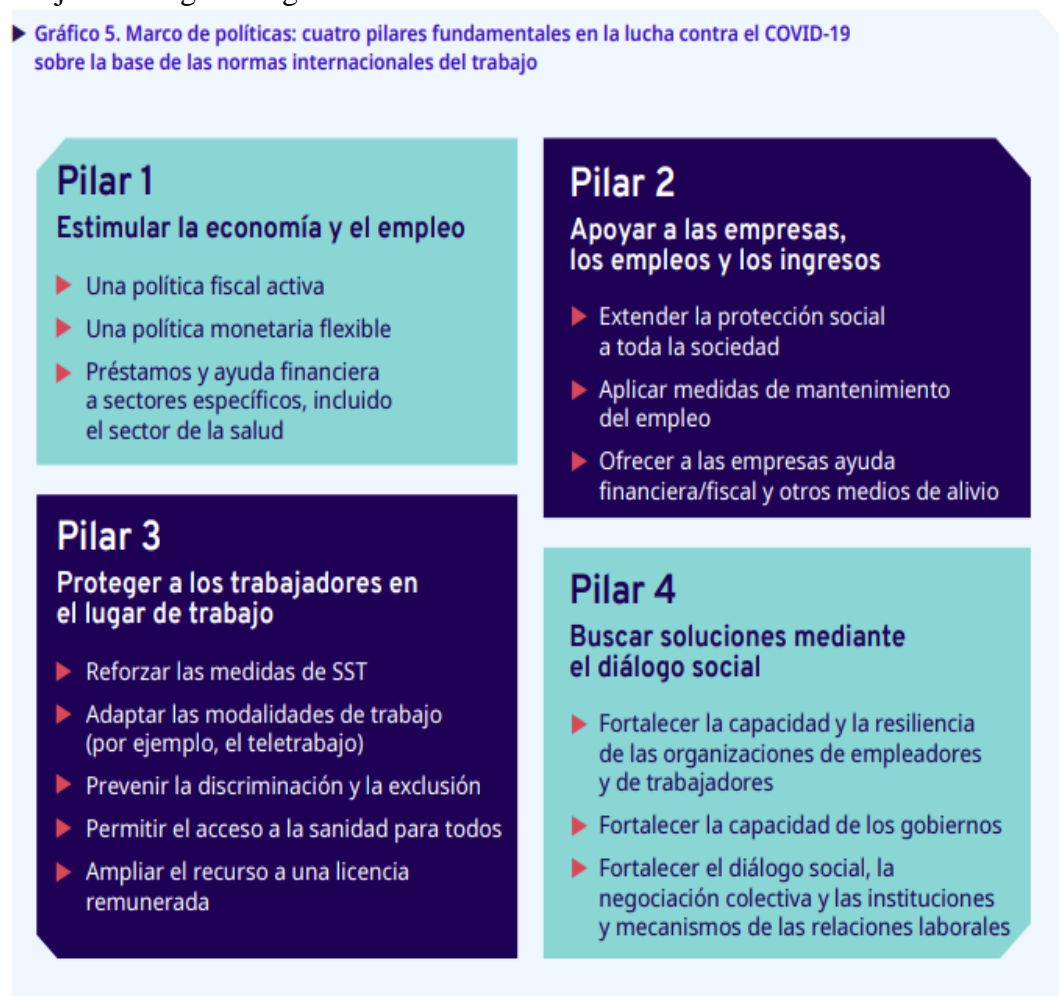 Gráfico 5. Marco de políticas: cuatro pilares fundamentales en la lucha contra el COVID-19
sobre la base de las normas internacionales del trabajo
Pilar 1
Estimular la economía y el empleo
Una política fiscal activa
Una política monetaria flexible
Préstamos y ayuda financiera
a sectores específicos, incluido
el sector de la salud
Pilar 2
Apoyar a las empresas,
los empleos y los ingresos
Extender la protección social
a toda la sociedad
Aplicar medidas de mantenimiento
del empleo
Ofrecer a las empresas ayuda
financiera/fiscal y otros medios de alivio
Pilar 3
Proteger a los trabajadores en
el lugar de trabajo
Reforzar las medidas de SST
Adaptar las modalidades de trabajo
(por ejemplo, el teletrabajo)
Prevenir la discriminación y la exclusión
Permitir el acceso a la sanidad para todos
Ampliar el recurso a una licencia
remunerada
Pilar 4
Buscar soluciones mediante
el diálogo social
Fortalecer la capacidad y la resiliencia
de las organizaciones de empleadores
y de trabajadores
Fortalecer la capacidad de los gobiernos
Fortalecer el diálogo social, la
negociación colectiva y las instituciones
y mecanismos de las relaciones laborales